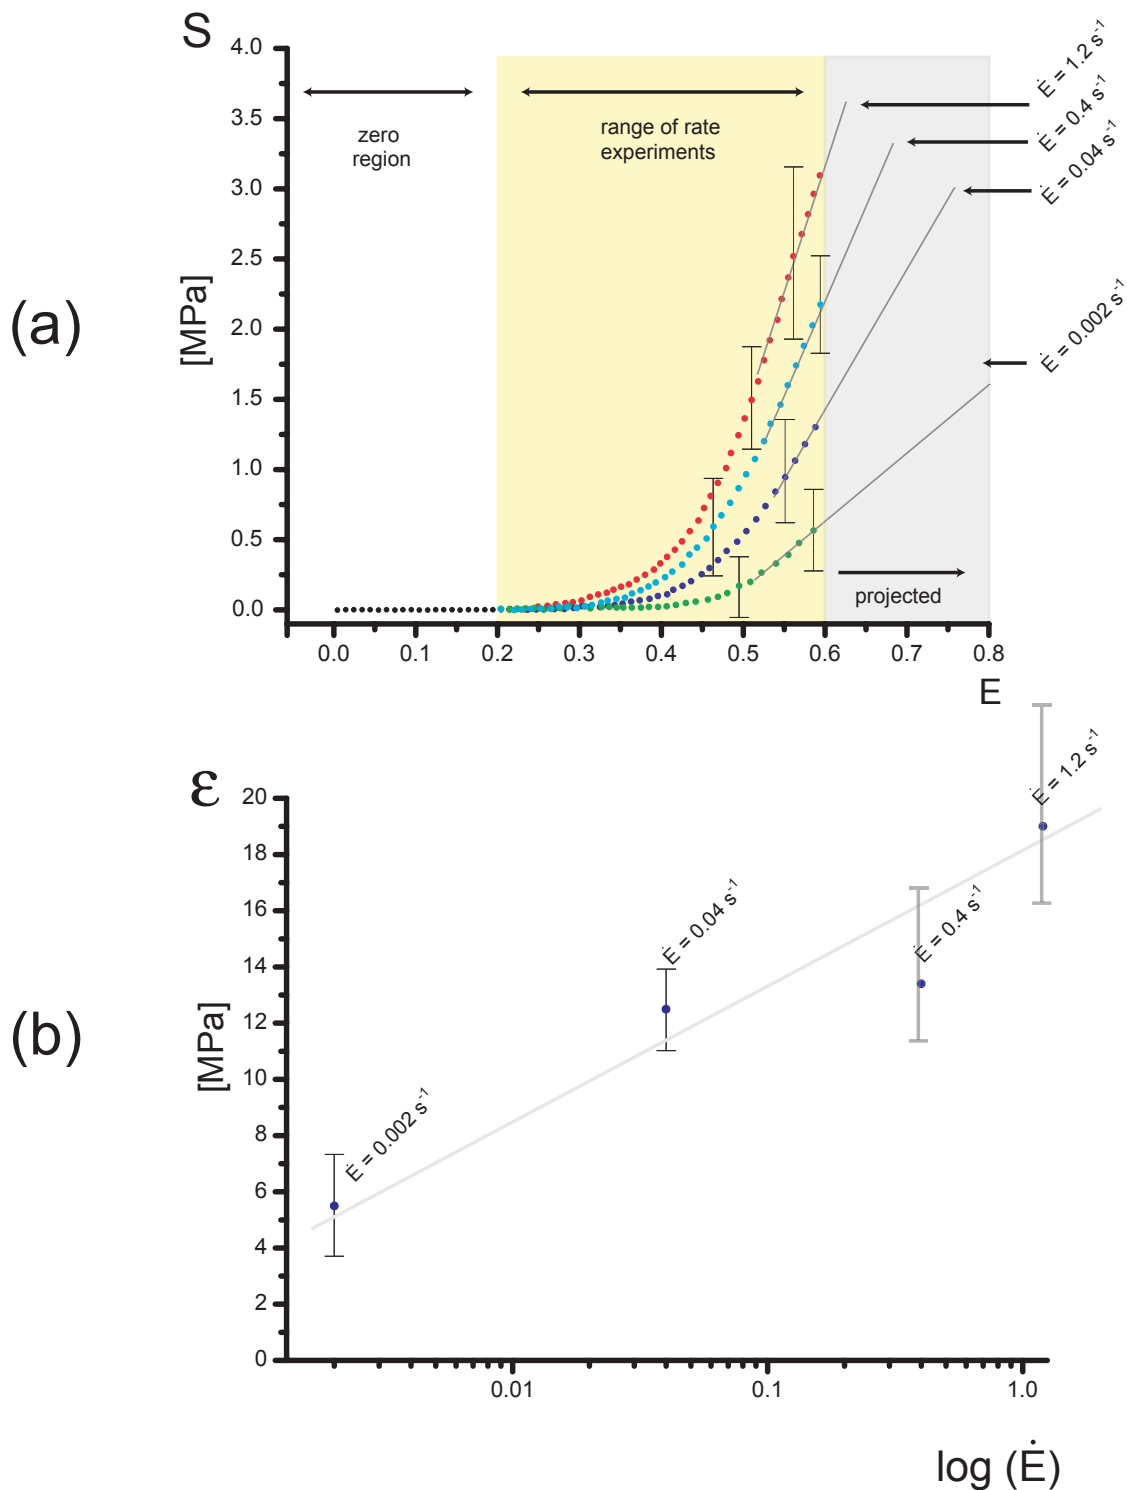 S
4.0
3.5
3.0
2.5
2.0
1.5
1.0
0.5
0.0
[MPa]
(a)
zero
region
range of rate
experiments
projected
Ė = 1.2 s⁻¹
Ė = 0.4 s⁻¹
Ė = 0.04 s⁻¹
Ė = 0.002 s⁻¹
0.0 0.1 0.2 0.3 0.4 0.5 0.6 0.7 0.8
E
ε
20
18
16
14
12
10
8
6
4
2
0
[MPa]
(b)
Ė = 0.002 s⁻¹
Ė = 0.04 s⁻¹
Ė = 0.4 s⁻¹
Ė = 1.2 s⁻¹
0.01 0.1 1.0
log (Ė)